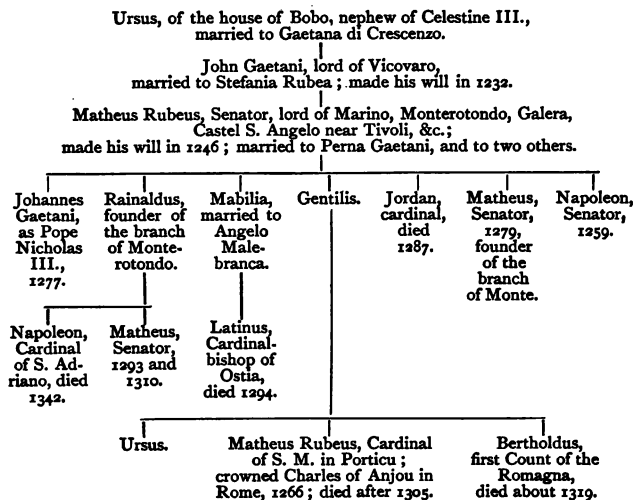 Ursus, of the house of Bobo, nephew of Celestine III.,
married to Gaetana di Crescenzo.
John Gaetani, lord of Vicovaro,
married to Stefania Rubea ; made his will in 1232.
Matheus Rubeus, Senator, lord of Marino, Monterotondo, Galera,
Castel S. Angelo near Tivoli, &c.;
made his will in 1246 ; married to Perna Gaetani, and to two others.
Johannes
Gaetani,
as Pope
Nicholas
III.,
1277.
Rainaldus,
founder of
the branch
of Monte-
rotondo.
Mabilia,
married to
Angelo
Male-
branca.
Gentilis.
Jordan,
cardinal,
died
1287.
Matheus,
Senator,
1279,
founder
of the
branch
of Monte.
Napoleon,
Senator,
1259.
Napoleon,
Cardinal
of S. Ad-
riano, died
1342.
Matheus,
Senator,
1293 and
1310.
Latinus,
Cardinal-
bishop of
Ostia,
died 1294.
Ursus.
Matheus Rubeus, Cardinal
of S. M. in Porticu ;
crowned Charles of Anjou in
Rome, 1266 ; died after 1305.
Bertholdus,
first Count of the
Romagna,
died about 1319.